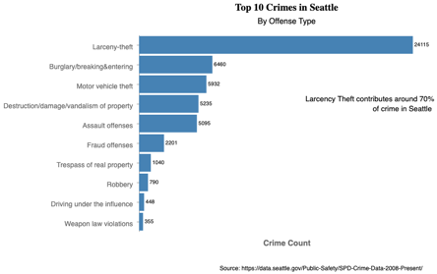 Top 10 Crimes in Seattle
By Offense Type
Larceny-theft 24115
Burglary/breaking&entering 6460
Motor vehicle theft 5932
Destruction/damage/vandalism of property 5235
Assault offenses 5095
Fraud offenses 2201
Trespass of real property 1040
Robbery 790
Driving under the influence 448
Weapon law violations 355
Larcency Theft contributes around 70%
of crime in Seattle
Crime Count
Source: https://data.seattle.gov/Public-Safety/SPD-Crime-Data-2008-Present/